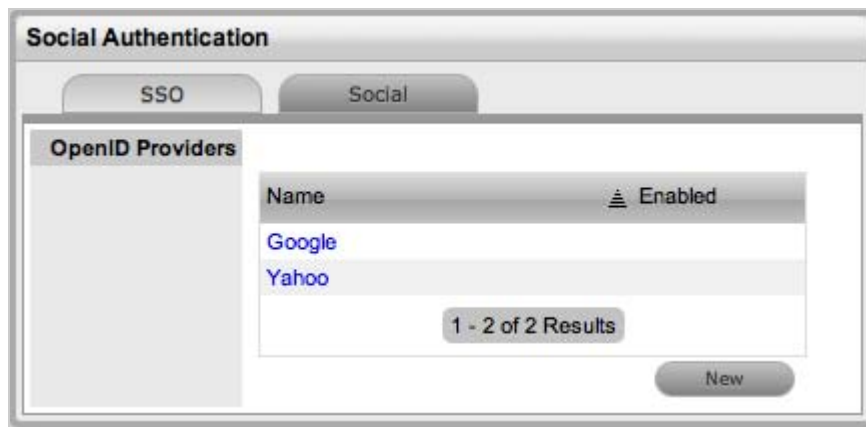 Social Authentication
SSO Social
OpenID Providers
Name Enabled
Google
Yahoo
1 - 2 of 2 Results
New